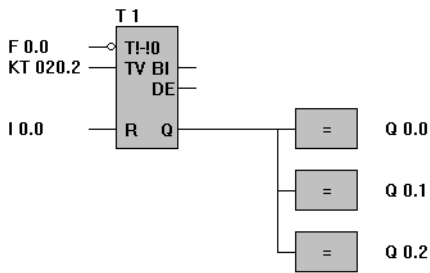 T 1
F 0.0 T!-!0
KT 020.2 TV BI
DE
I 0.0 R Q = Q 0.0
= Q 0.1
= Q 0.2